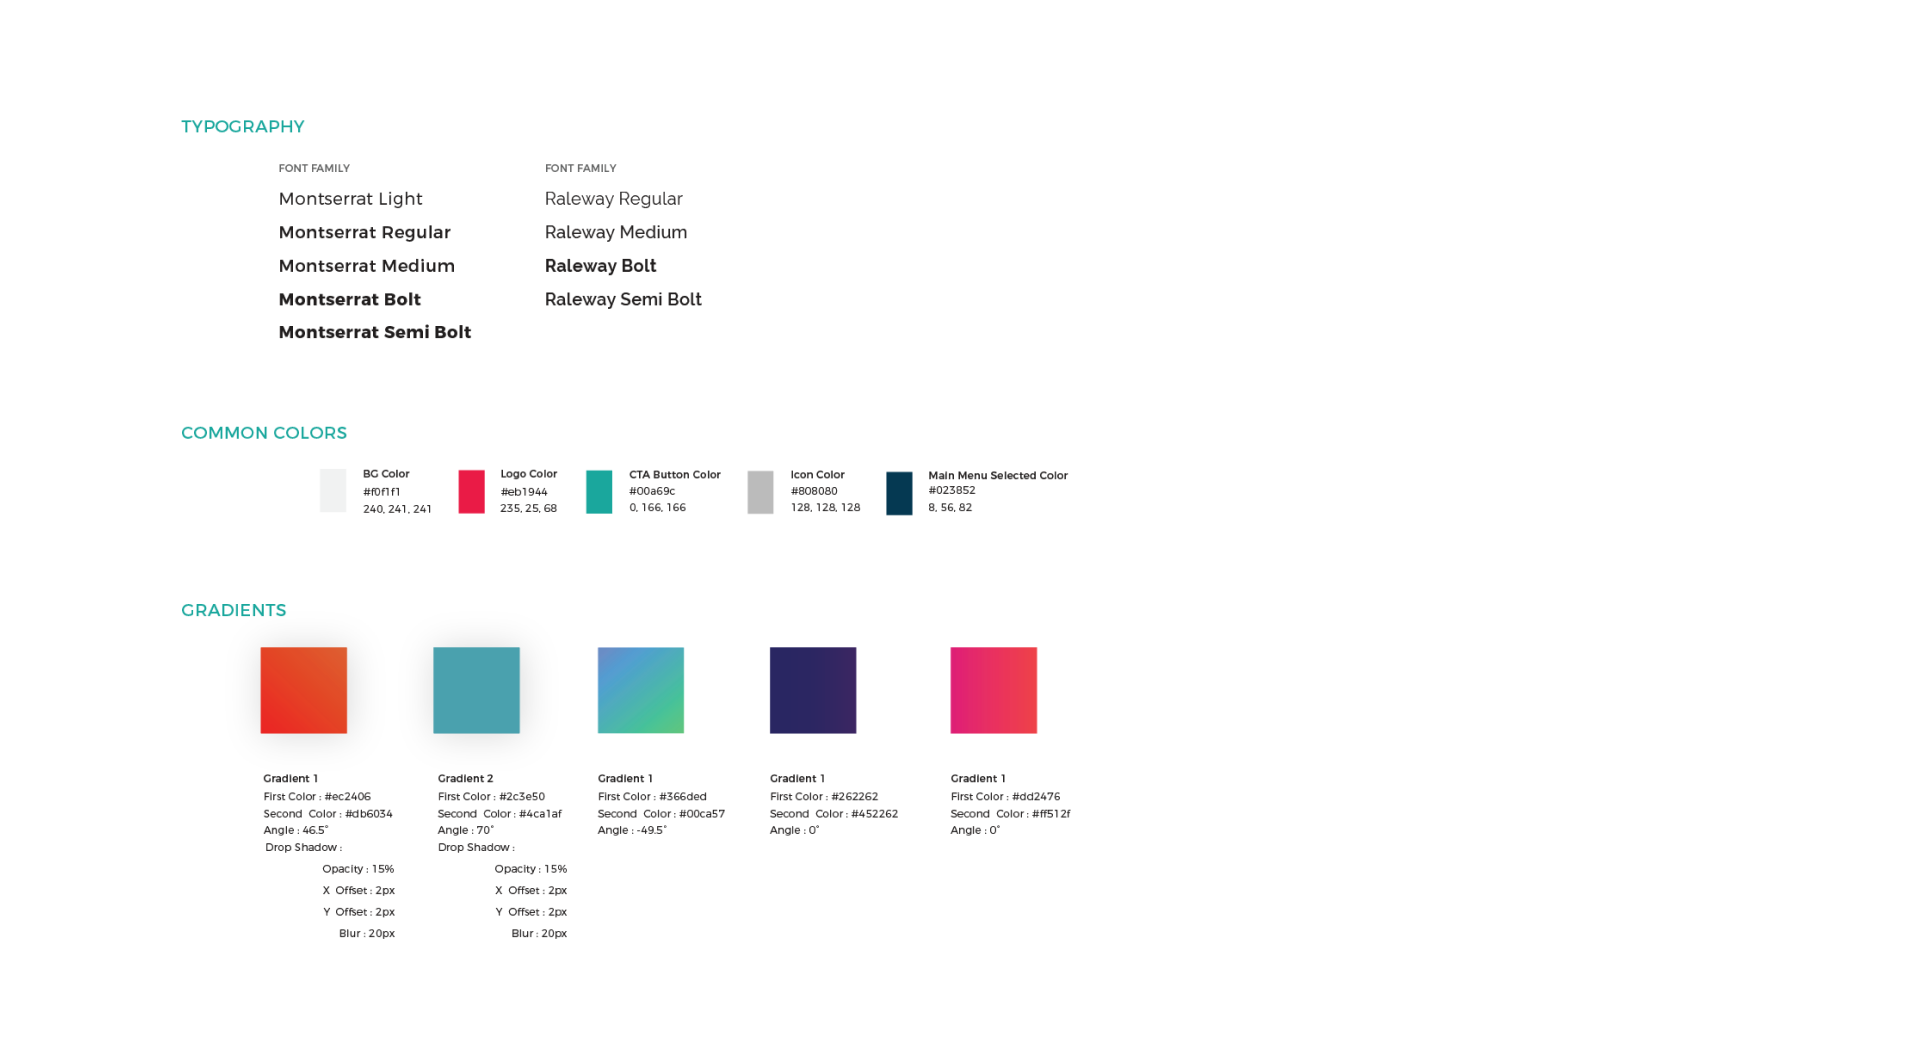 TYPOGRAPHY
FONT FAMILY
Montserrat Light
Montserrat Regular
Montserrat Medium
Montserrat Bolt
Montserrat Semi Bolt
FONT FAMILY
Raleway Regular
Raleway Medium
Raleway Bolt
Raleway Semi Bolt
COMMON COLORS
BG Color
#f0f1f1
240, 241, 241
Logo Color
#eb1944
235, 25, 68
CTA Button Color
#00a69c
0, 166, 166
Icon Color
#808080
128, 128, 128
Main Menu Selected Color
#023852
8, 56, 82
GRADIENTS
Gradient 1
First Color : #ec2406
Second Color : #db6034
Angle : 46.5°
Drop Shadow :
Opacity : 15%
X Offset : 2px
Y Offset : 2px
Blur : 20px
Gradient 2
First Color : #2c3e50
Second Color : #4ca1af
Angle : 70°
Drop Shadow :
Opacity : 15%
X Offset : 2px
Y Offset : 2px
Blur : 20px
Gradient 1
First Color : #366ded
Second Color : #00ca57
Angle : -49.5°
Gradient 1
First Color : #262262
Second Color : #452262
Angle : 0°
Gradient 1
First Color : #dd2476
Second Color : #ff512f
Angle : 0°